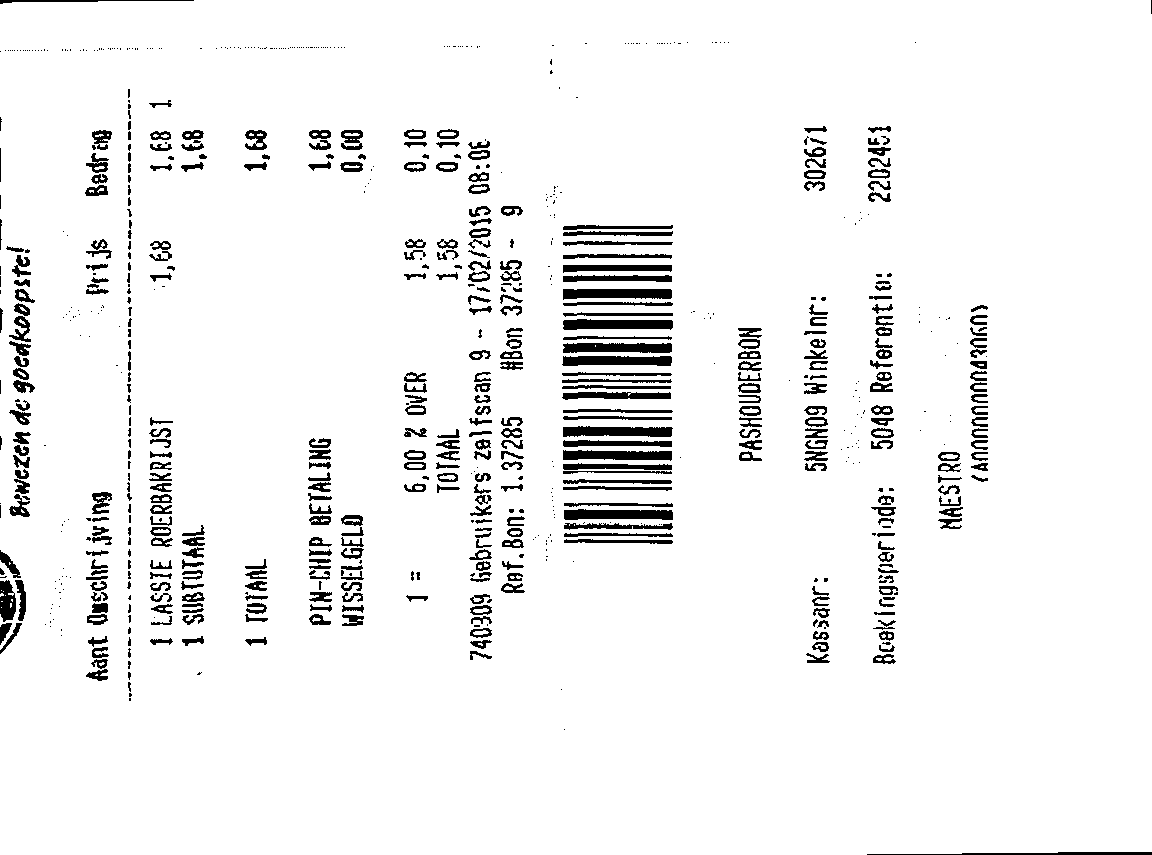 Bewezen de goedkoopste!
Aant Omschrijving Prijs Bedrag
1 LASSIE ROERBAKRIJST 1,68 1,68 1
1 SUBTOTAAL 1,68
1 TOTAAL 1,68
PIN-CHIP BETALING 1,68
WISSELGELD 0,00
1 = 6,00 % OVER 1,58 0,10
TOTAAL 1,58 0,10
740909 Gebruikers zelfscan 9 - 17/02/2015 08:06
Ref.Bon: 1.37285 #Bon 37285 - 9
PASHOUDERBON
Kassanr: 5NGN09 Winkelnr: 302671
Boekingsperiode: 5048 Referentie: 2202451
MAESTRO
(A0000000043060)